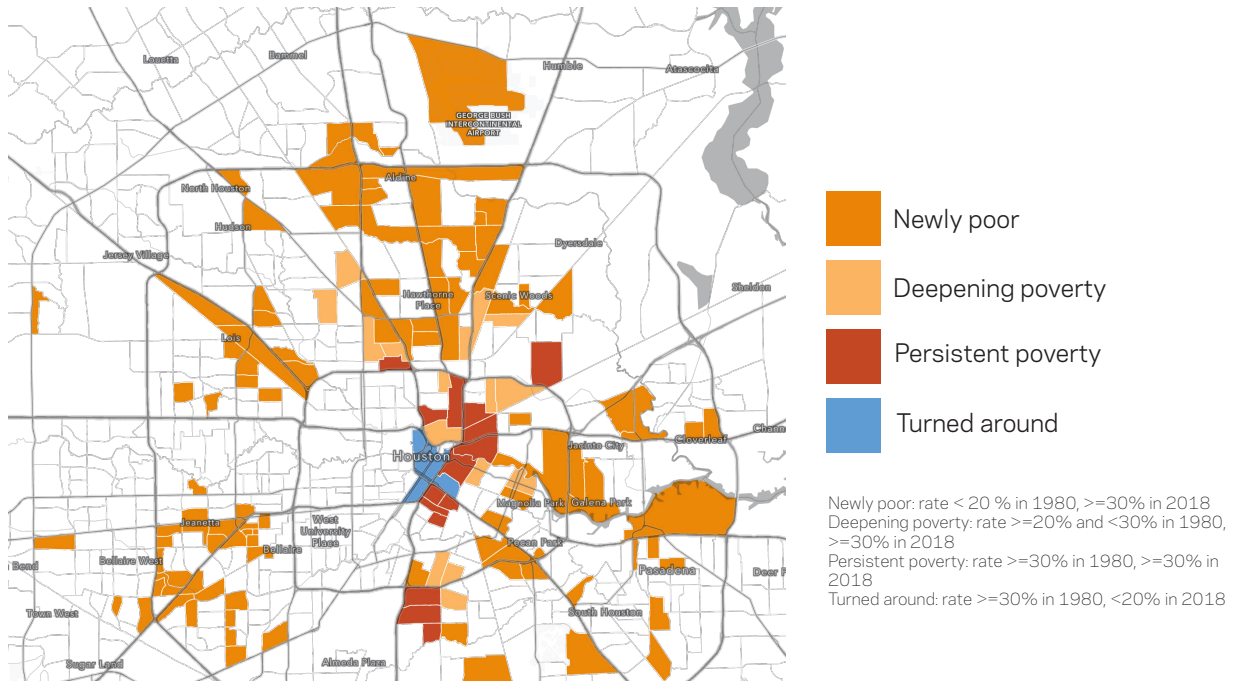 Louetta
Bammel
Humble
Atascocita
GEORGE BUSH
INTERCONTINENTAL
AIRPORT
Aldine
North Houston
Hudson
Dyersdale
Jersey Village
Sheldon
Hawthorne
Place
Scenic Woods
Lois
Houston
Jacinto City
Cloverleaf
Chann
Magnolia Park
Galena Park
Jeanetta
West
University
Place
Bellaire
Pecan Park
Bellaire West
Bend
Pasadena
Deer P
Town West
South Houston
Sugar Land
Almeda Plaza
Newly poor
Deepening poverty
Persistent poverty
Turned around
Newly poor: rate < 20 % in 1980, >=30% in 2018
Deepening poverty: rate >=20% and <30% in 1980,
>=30% in 2018
Persistent poverty: rate >=30% in 1980, >=30% in
2018
Turned around: rate >=30% in 1980, <20% in 2018